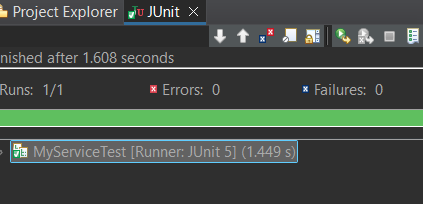 Project Explorer JUnit
nished after 1.608 seconds
Runs: 1/1 Errors: 0 Failures: 0
MyServiceTest [Runner: JUnit 5] (1.449 s)